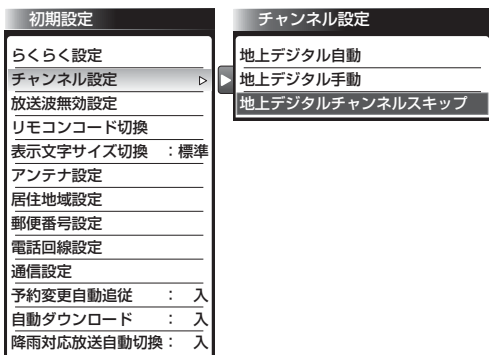 初期設定
らくらく設定
チャンネル設定
放送波無効設定
リモコンコード切換
表示文字サイズ切換 ：標準
アンテナ設定
居住地域設定
郵便番号設定
電話回線設定
通信設定
予約変更自動追従 ： 入
自動ダウンロード ： 入
降雨対応放送自動切換： 入
チャンネル設定
地上デジタル自動
地上デジタル手動
地上デジタルチャンネルスキップ